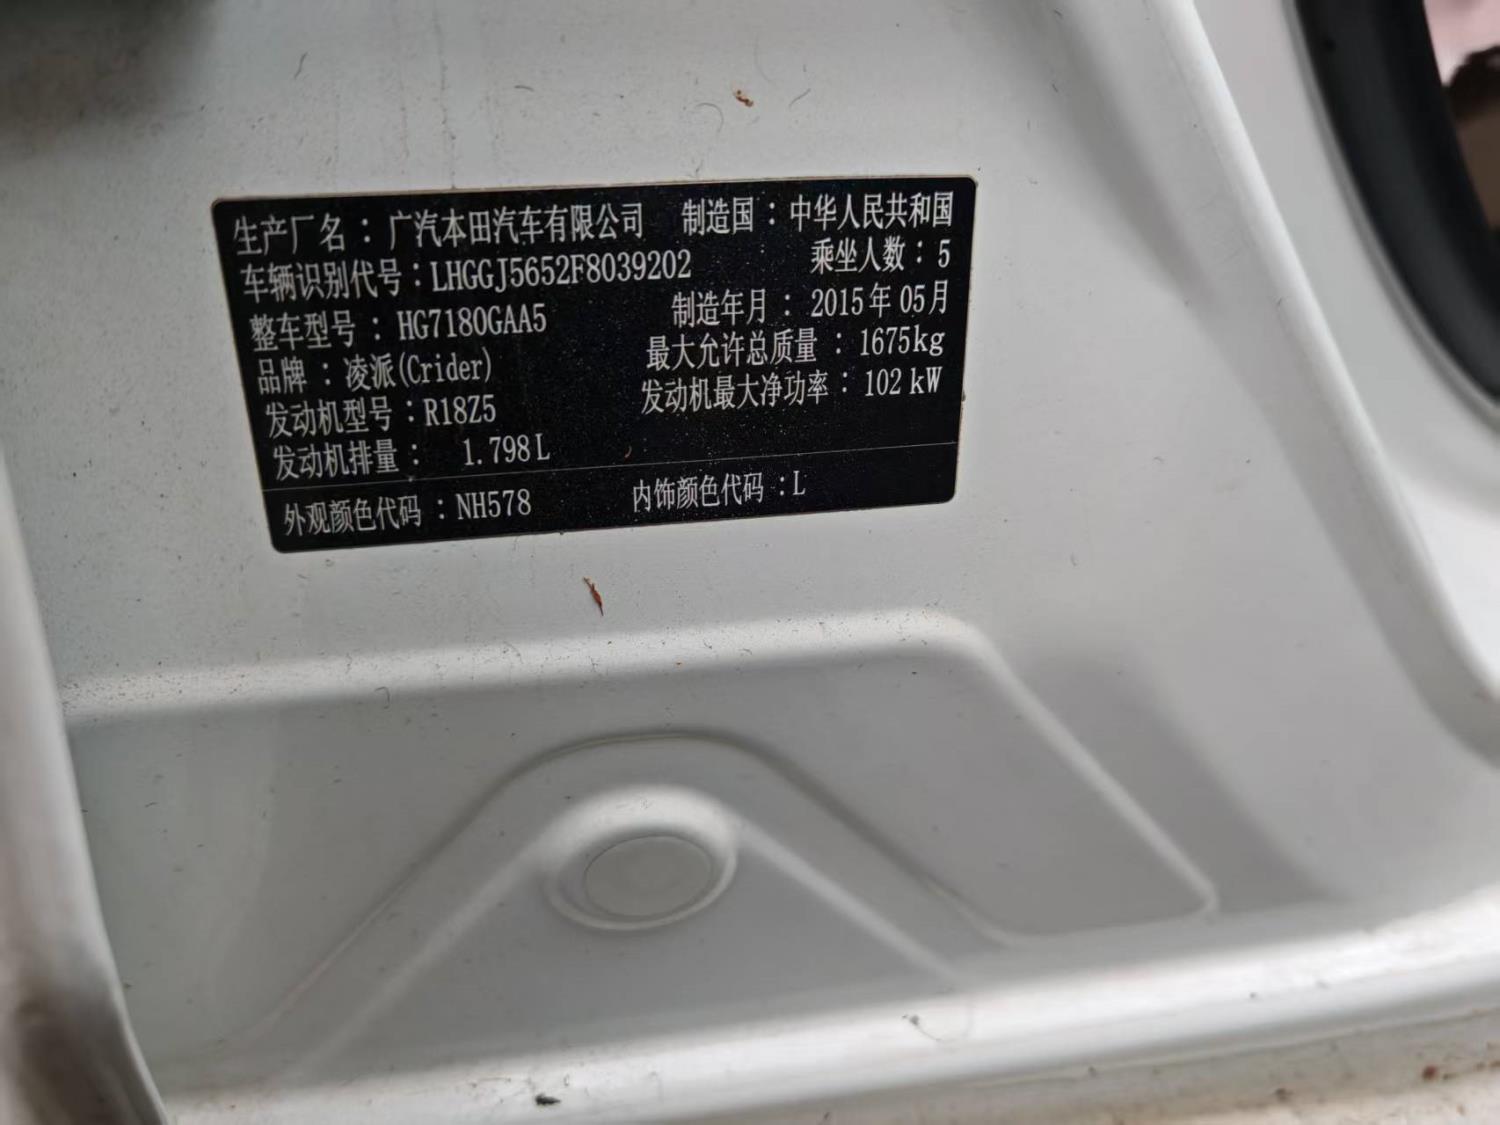 生产厂名：广汽本田汽车有限公司 制造国：中华人民共和国
车辆识别代号：LHGGJ5652F8039202 乘坐人数：5
整车型号：HG7180GAA5 制造年月：2015年05月
品牌：凌派(Crider) 最大允许总质量：1675kg
发动机型号：R18Z5 发动机最大净功率：102kW
发动机排量：1.798L
外观颜色代码：NH578 内饰颜色代码：L